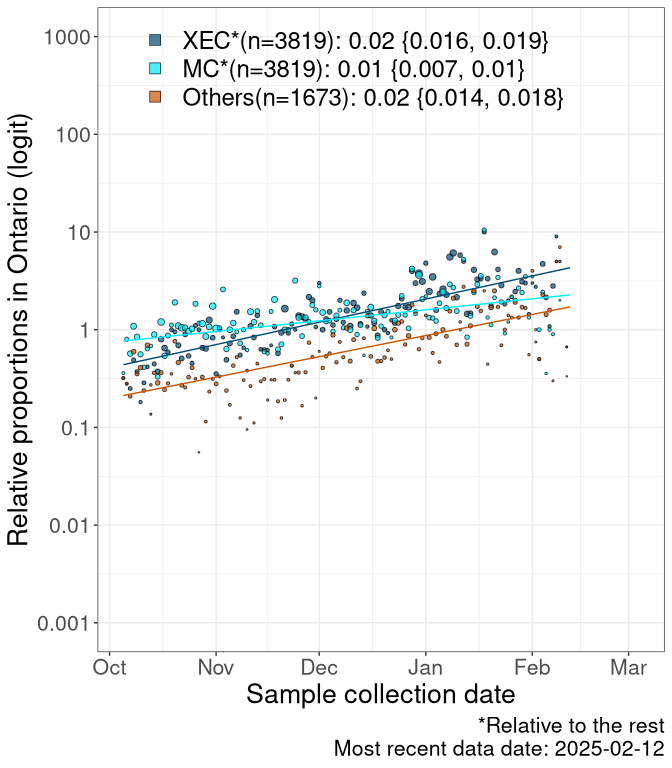 XEC*(n=3819): 0.02 {0.016, 0.019}
MC*(n=3819): 0.01 {0.007, 0.01}
Others(n=1673): 0.02 {0.014, 0.018}
Relative proportions in Ontario (logit)
1000
100
10
1
0.1
0.01
0.001
Oct Nov Dec Jan Feb Mar
Sample collection date
*Relative to the rest
Most recent data date: 2025-02-12